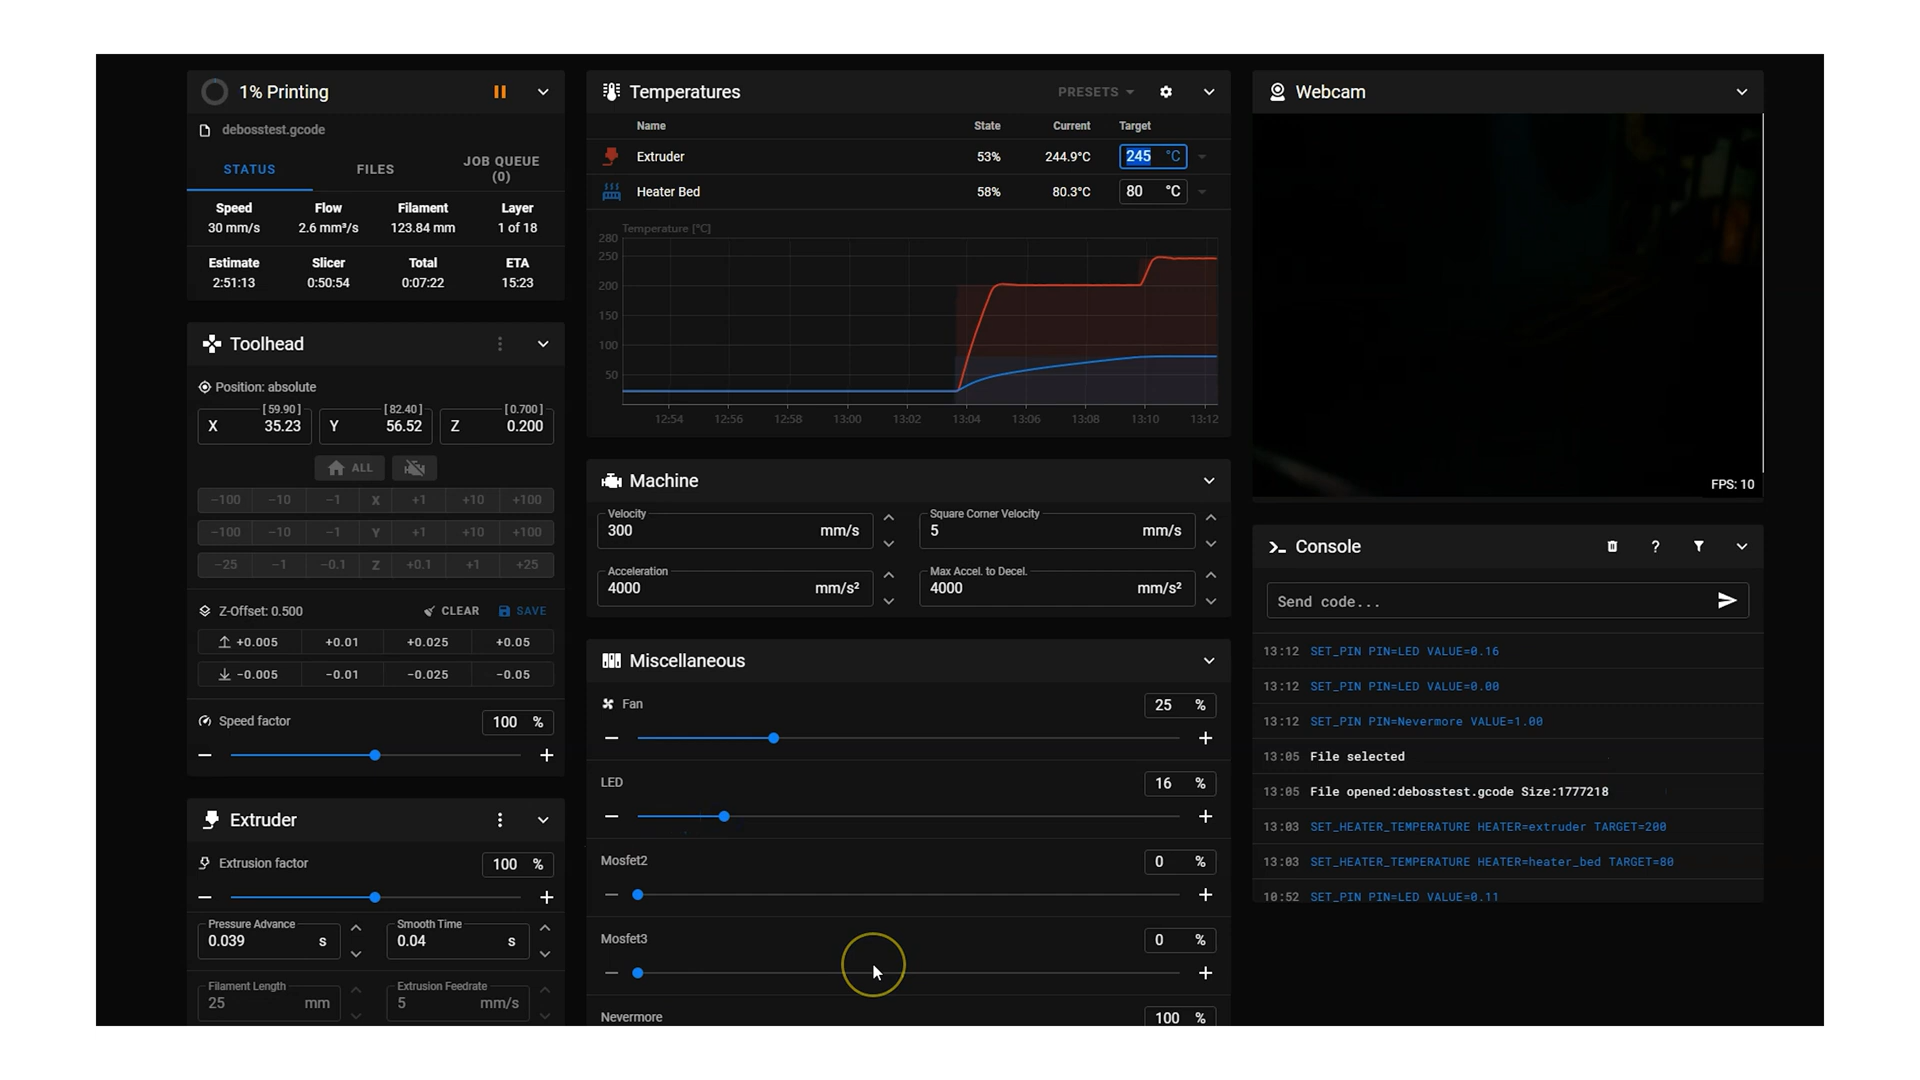 1% Printing
debosstest.gcode
STATUS
FILES
JOB QUEUE
(0)
Speed
Flow
Filament
Layer
30 mm/s
2.6 mm³/s
123.84 mm
1 of 18
Estimate
Slicer
Total
ETA
2:51:13
0:50:54
0:07:22
15:23
Toolhead
Position: absolute
[ 59.90 ]
[ 82.40 ]
[ 0.700 ]
X 35.23
Y 56.52
Z 0.200
ALL
−100 −10 −1 X +1 +10 +100
−100 −10 −1 Y +1 +10 +100
−25 −1 −0.1 Z +0.1 +1 +25
Z-Offset: 0.500
CLEAR
SAVE
+0.005 +0.01 +0.025 +0.05
−0.005 −0.01 −0.025 −0.05
Speed factor
100 %
Extruder
Extrusion factor
100 %
Pressure Advance
Smooth Time
0.039 s
0.04 s
Filament Length
Extrusion Feedrate
25 mm
5 mm/s
Temperatures
PRESETS
Name State Current Target
Extruder 53% 244.9°C 245 °C
Heater Bed 58% 80.3°C 80 °C
Temperature [°C]
280
250
200
150
100
50
12:54 12:56 12:58 13:00 13:02 13:04 13:06 13:08 13:10 13:12
Machine
Velocity
Square Corner Velocity
300 mm/s
5 mm/s
Acceleration
Max Accel. to Decel.
4000 mm/s²
4000 mm/s²
Miscellaneous
Fan
25 %
LED
16 %
Mosfet2
0 %
Mosfet3
0 %
Nevermore
100 %
Webcam
FPS: 10
Console
?
Send code...
13:12 SET_PIN PIN=LED VALUE=0.16
13:12 SET_PIN PIN=LED VALUE=0.00
13:12 SET_PIN PIN=Nevermore VALUE=1.00
13:05 File selected
13:05 File opened:debosstest.gcode Size:1777218
13:03 SET_HEATER_TEMPERATURE HEATER=extruder TARGET=200
13:03 SET_HEATER_TEMPERATURE HEATER=heater_bed TARGET=80
10:52 SET_PIN PIN=LED VALUE=0.11